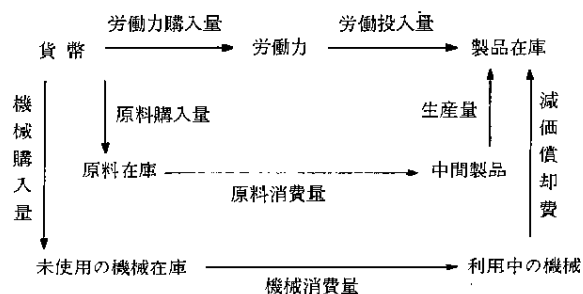 労働力購入量
労働投入量
貨幣
労働力
製品在庫
機械購入量
原料購入量
生産量
減価償却費
原料在庫
中間製品
原料消費量
未使用の機械在庫
利用中の機械
機械消費量